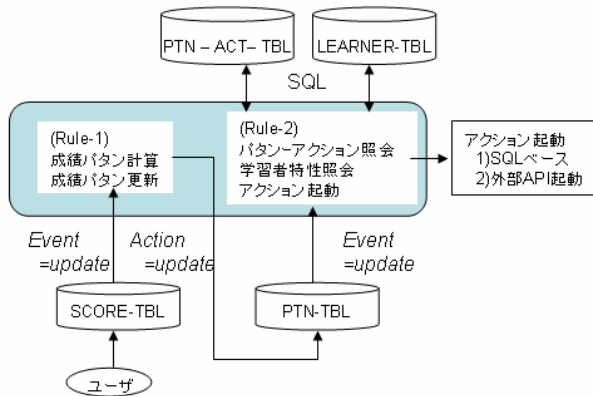 PTN－ACT－TBL
LEARNER-TBL
SQL
(Rule-1)
成績パタン計算
成績パタン更新
(Rule-2)
パターンアクション照会
学習者特性照会
アクション起動
アクション起動
1)SQLベース
2)外部API起動
Event
=update
Action
=update
Event
=update
SCORE-TBL
PTN-TBL
ユーザ